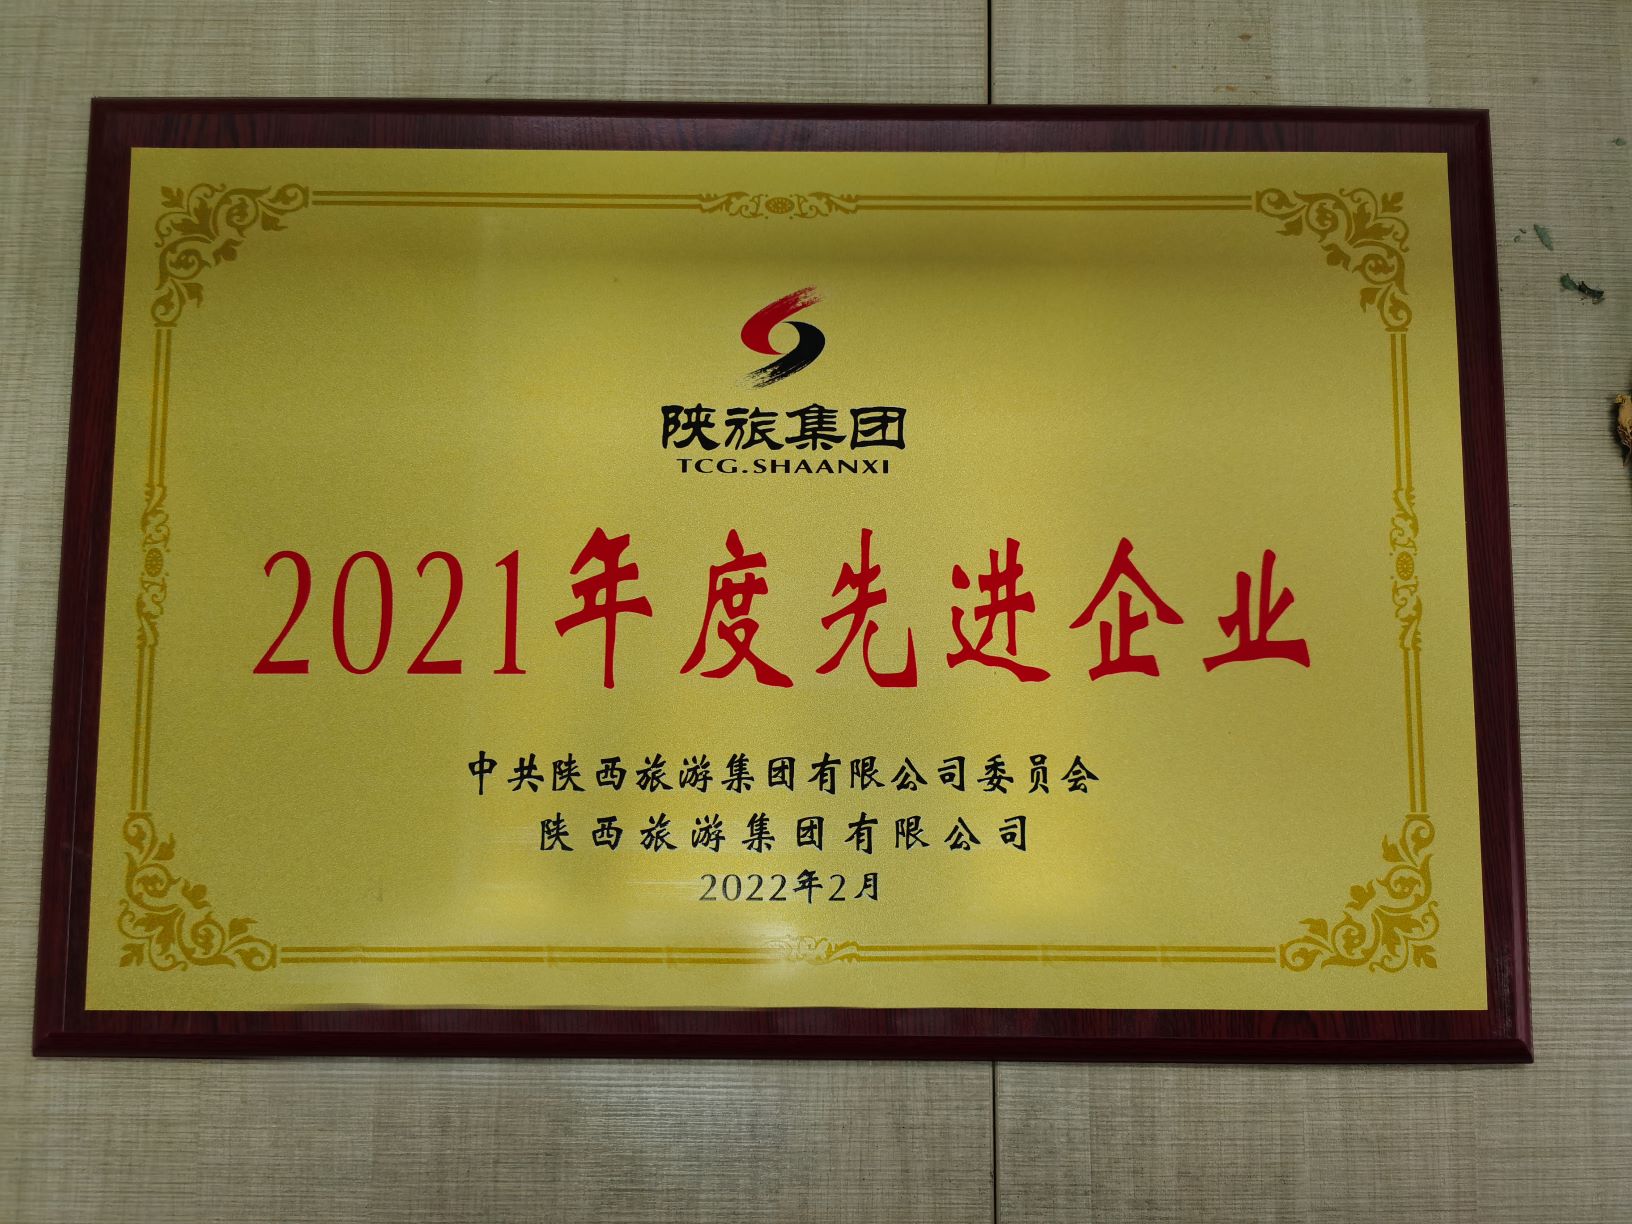 陕旅集团
TCG.SHAANXI
2021年度先进企业
中共陕西旅游集团有限公司委员会
陕西旅游集团有限公司
2022年2月